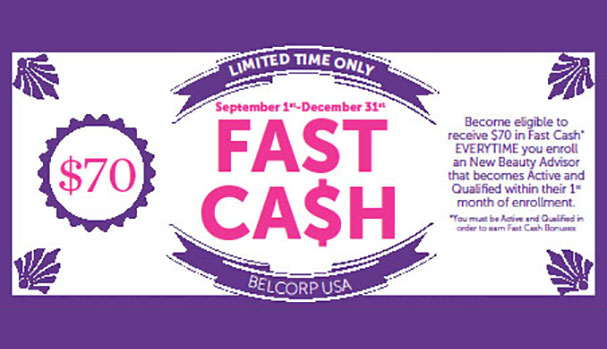 LIMITED TIME ONLY
September 1st-December 31st
FAST
CA$H
$70
BELCORP USA
Become eligible to
receive $70 in Fast Cash*
EVERYTIME you enroll
an New Beauty Advisor
that becomes Active and
Qualified within their 1st
month of enrollment.
*You must be Active and Qualified in
order to earn Fast Cash Bonuses